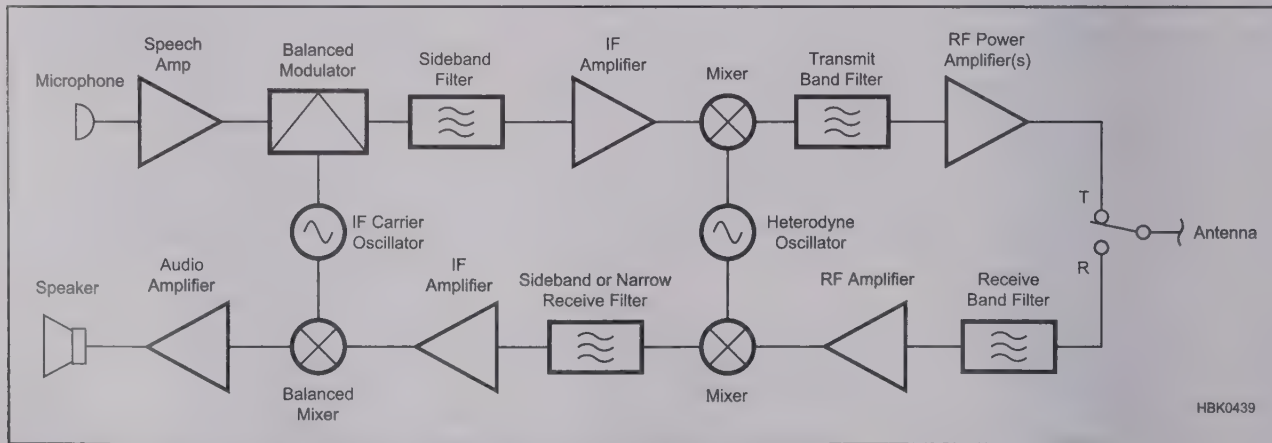 Microphone
Speech
Amp
Balanced
Modulator
Sideband
Filter
IF
Amplifier
Mixer
Transmit
Band Filter
RF Power
Amplifier(s)
IF Carrier
Oscillator
Heterodyne
Oscillator
T
R
Antenna
Speaker
Audio
Amplifier
Balanced
Mixer
IF
Amplifier
Sideband or Narrow
Receive Filter
Mixer
RF Amplifier
Receive
Band Filter
HBK0439